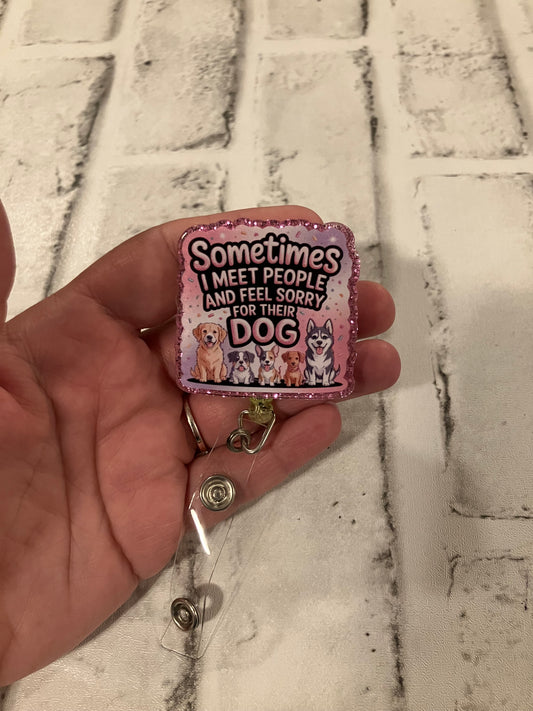 Sometimes
I MEET PEOPLE
AND FEEL SORRY
FOR THEIR
DOG